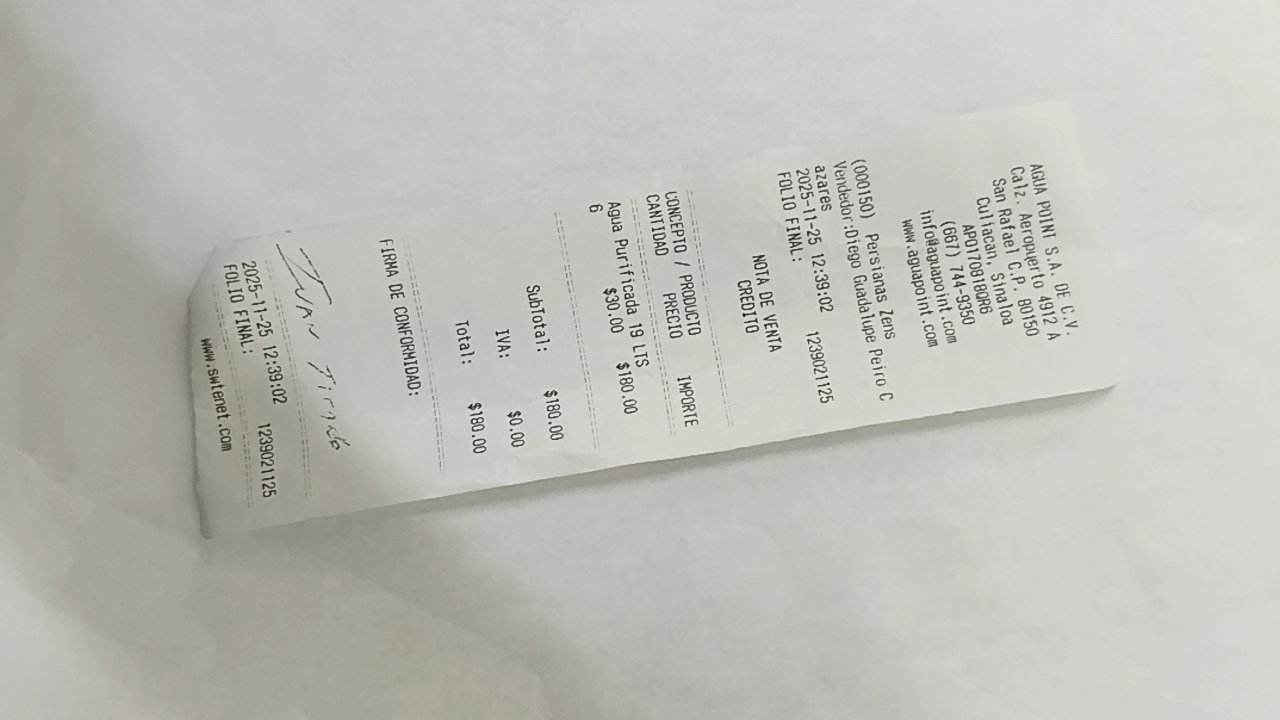 AGUA POINT S.A. DE C.V.
Calz. Aeropuerto 4912 A
San Rafael C.P. 80150
Culiacan, Sinaloa
APO170818QR6
(667) 744-9350
info@aguapoint.com
www.aguapoint.com
(000150) Persianas Zens
Vendedor:Diego Guadalupe Peiro C
azares
2025-11-25 12:39:02 1239021125
FOLIO FINAL:
NOTA DE VENTA
CREDITO
CONCEPTO / PRODUCTO
CANTIDAD PRECIO IMPORTE
Agua Purificada 19 LTS
6 $30.00 $180.00
SubTotal: $180.00
IVA: $0.00
Total: $180.00
FIRMA DE CONFORMIDAD:
2025-11-25 12:39:02 1239021125
FOLIO FINAL:
www.swtenet.com